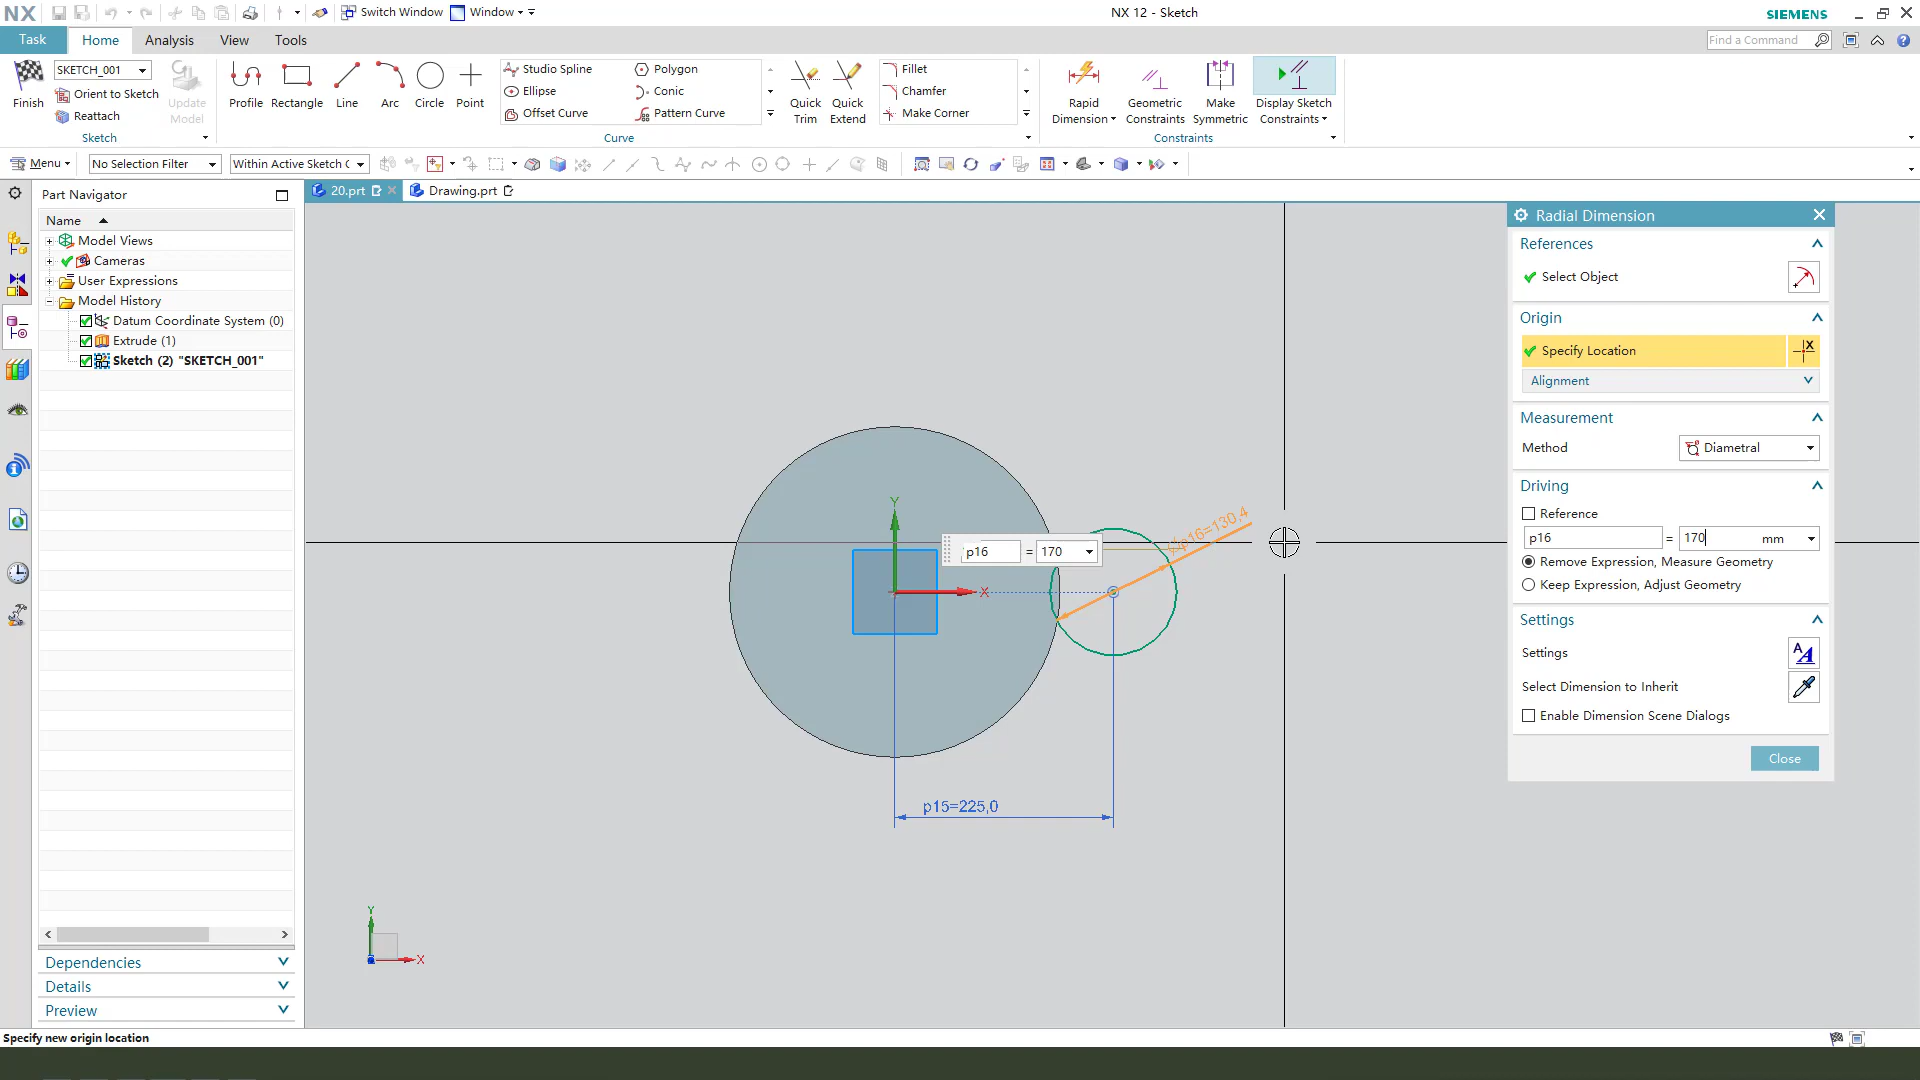 NX
Switch Window
Window
NX 12 - Sketch
SIEMENS
Task
Home
Analysis
View
Tools
Find a Command
Finish
SKETCH_001
Orient to Sketch
Reattach
Update Model
Sketch
Profile
Rectangle
Line
Arc
Circle
Point
Studio Spline
Ellipse
Offset Curve
Polygon
Conic
Pattern Curve
Curve
Quick Trim
Quick Extend
Fillet
Chamfer
Make Corner
Rapid Dimension
Geometric Constraints
Make Symmetric
Display Sketch Constraints
Constraints
Menu
No Selection Filter
Within Active Sketch C
Part Navigator
20.prt
Drawing.prt
Name
Model Views
Cameras
User Expressions
Model History
Datum Coordinate System (0)
Extrude (1)
Sketch (2) "SKETCH_001"
Dependencies
Details
Preview
Y
X
p16 = 170
p16=130,4
p15=225,0
Y
X
Radial Dimension
References
Select Object
Origin
Specify Location
Alignment
Measurement
Method
Diametral
Driving
Reference
p16 = 170 mm
Remove Expression, Measure Geometry
Keep Expression, Adjust Geometry
Settings
Settings
Select Dimension to Inherit
Enable Dimension Scene Dialogs
Close
Specify new origin location